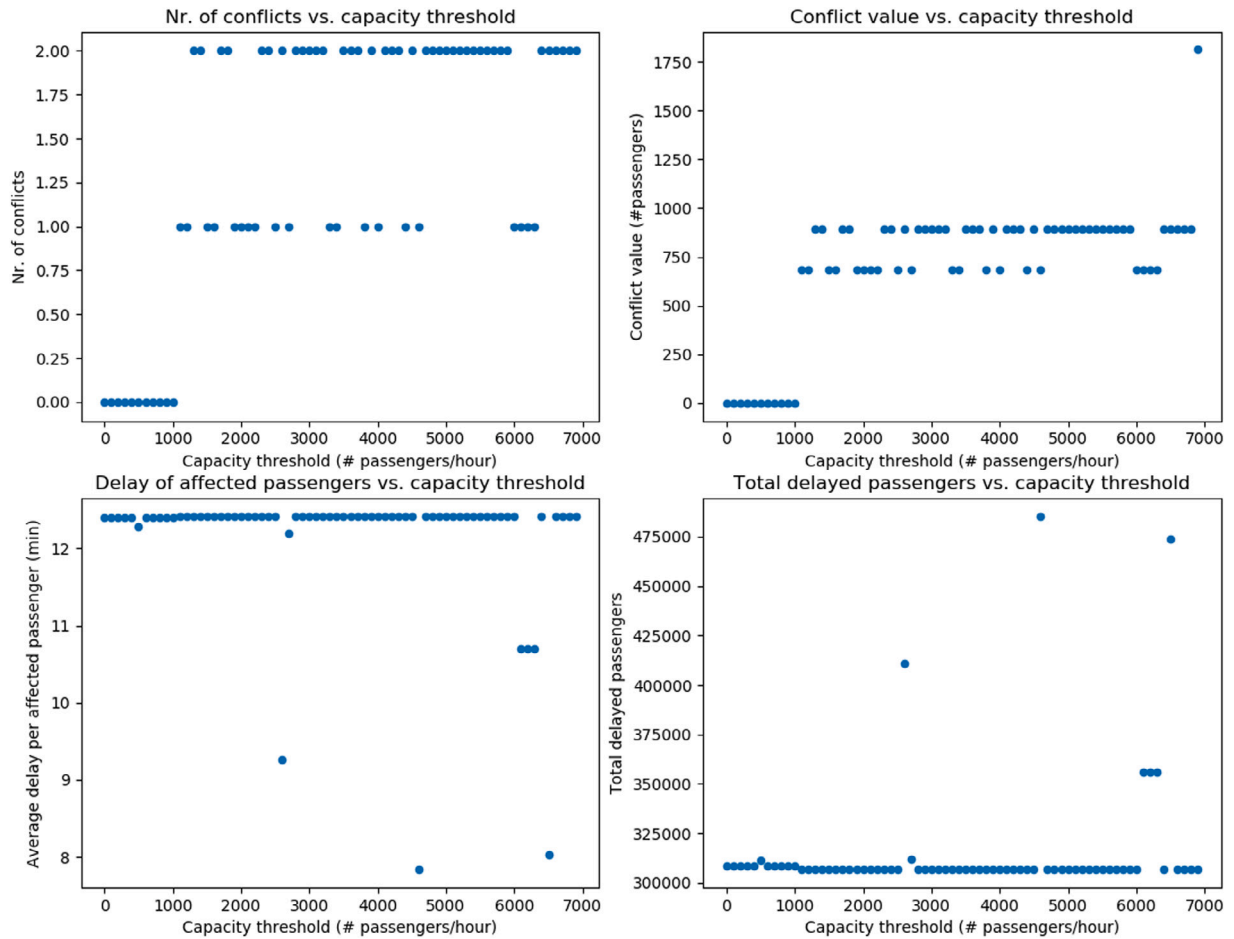 Nr. of conflicts vs. capacity threshold
Nr. of conflicts
2.00
1.75
1.50
1.25
1.00
0.75
0.50
0.25
0.00
0 1000 2000 3000 4000 5000 6000 7000
Capacity threshold (# passengers/hour)
Conflict value vs. capacity threshold
Conflict value (#passengers)
1750
1500
1250
1000
750
500
250
0
0 1000 2000 3000 4000 5000 6000 7000
Capacity threshold (# passengers/hour)
Delay of affected passengers vs. capacity threshold
Average delay per affected passenger (min)
12
11
10
9
8
0 1000 2000 3000 4000 5000 6000 7000
Capacity threshold (# passengers/hour)
Total delayed passengers vs. capacity threshold
Total delayed passengers
475000
450000
425000
400000
375000
350000
325000
300000
0 1000 2000 3000 4000 5000 6000 7000
Capacity threshold (# passengers/hour)